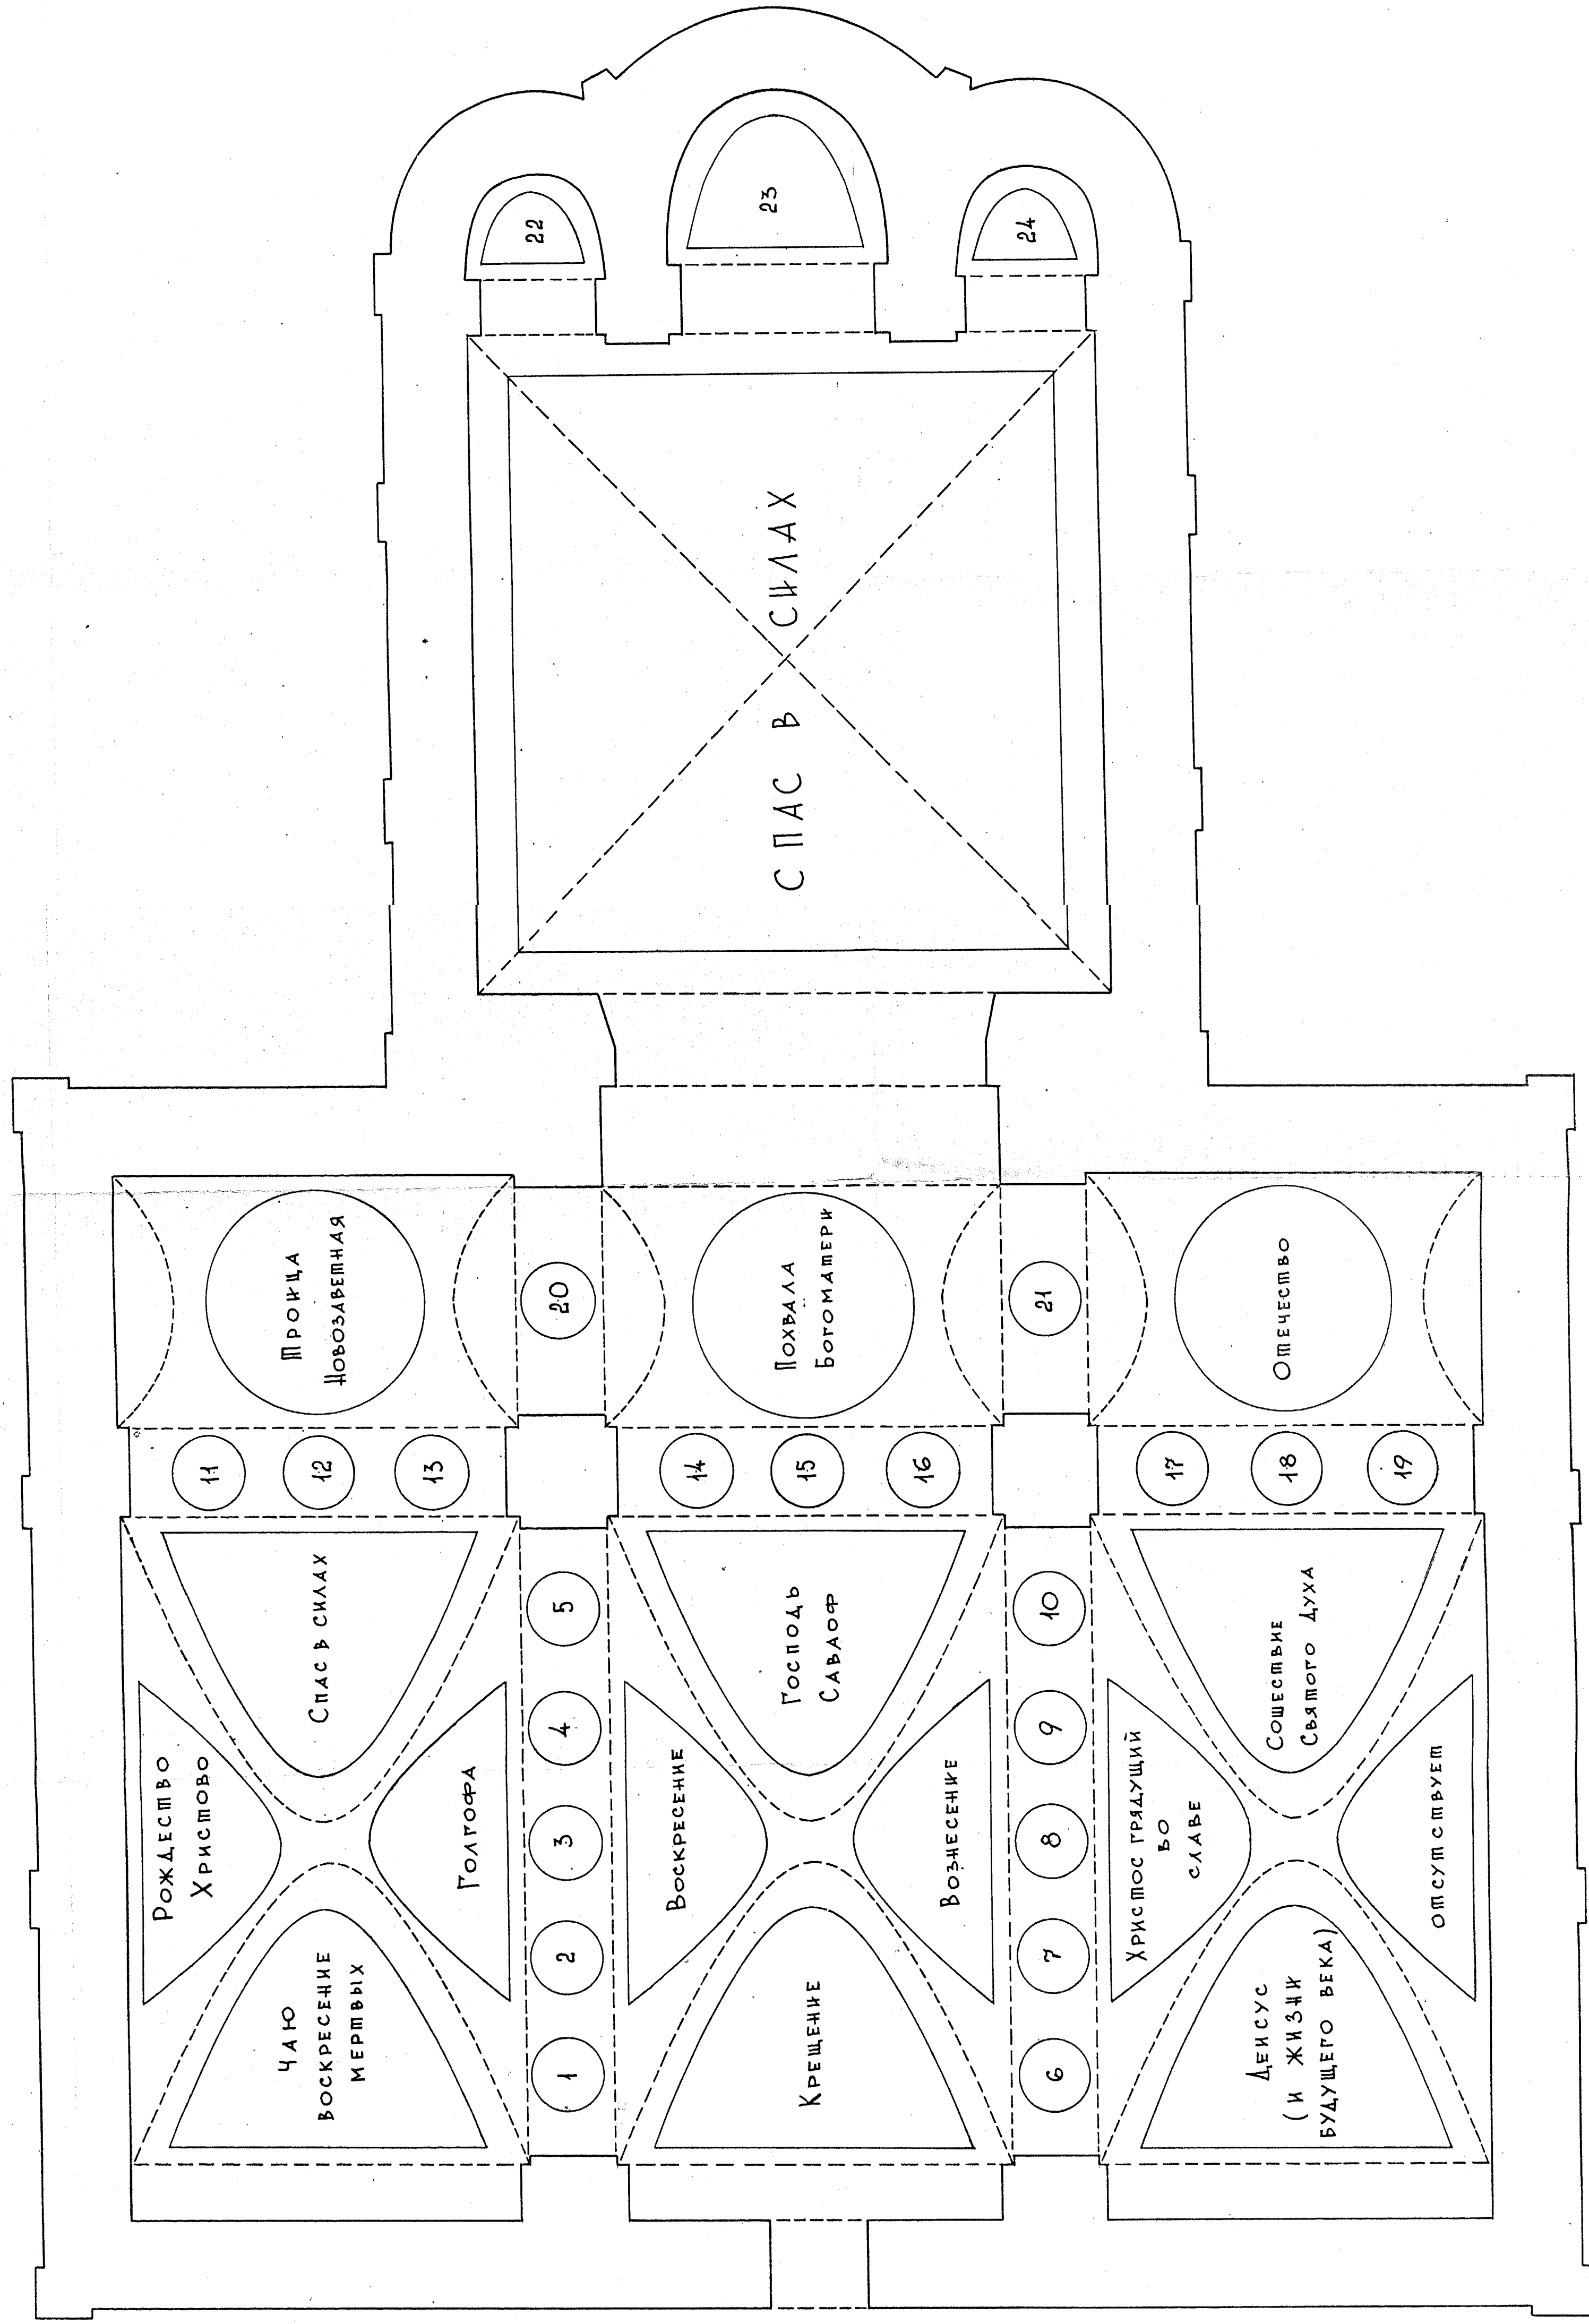 22
23
24
СПАС В СИЛАХ
Троица
Новозаветная
20
Похвала
Богоматери
21
Отечество
11
12
13
14
15
16
17
18
19
Спас в силах
5
Господь
Саваоф
10
Сошествие
Святого Духа
Рождество
Христово
Голгофа
4
3
2
Воскресение
Вознесение
9
8
7
Христос грядущий
во
славе
отсутствует
Чаю
воскресение
мертвых
1
Крещение
6
Деисус
(и жизни
будущего века)